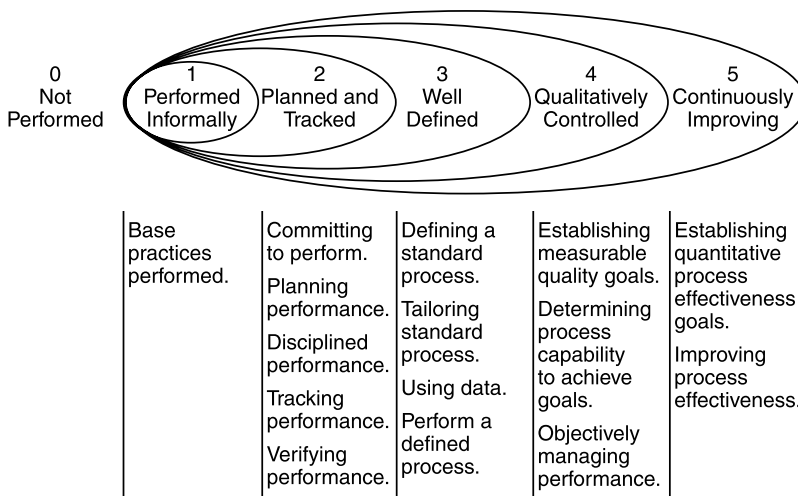 0
Not
Performed
1
Performed
Informally
2
Planned and
Tracked
3
Well
Defined
4
Qualitatively
Controlled
5
Continuously
Improving
Base
practices
performed.
Committing
to perform.
Planning
performance.
Disciplined
performance.
Tracking
performance.
Verifying
performance.
Defining a
standard
process.
Tailoring
standard
process.
Using data.
Perform a
defined
process.
Establishing
measurable
quality goals.
Determining
process
capability
to achieve
goals.
Objectively
managing
performance.
Establishing
quantitative
process
effectiveness
goals.
Improving
process
effectiveness.